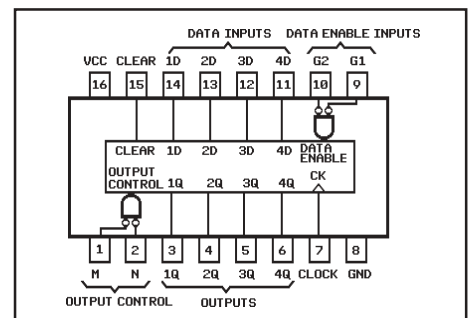 DATA INPUTS DATA ENABLE INPUTS
VCC CLEAR 1D 2D 3D 4D G2 G1
16 15 14 13 12 11 10 9
CLEAR 1D 2D 3D 4D DATA
ENABLE
OUTPUT
CONTROL 1Q 2Q 3Q 4Q CK
1 2 3 4 5 6 7 8
M N 1Q 2Q 3Q 4Q CLOCK GND
OUTPUT CONTROL OUTPUTS